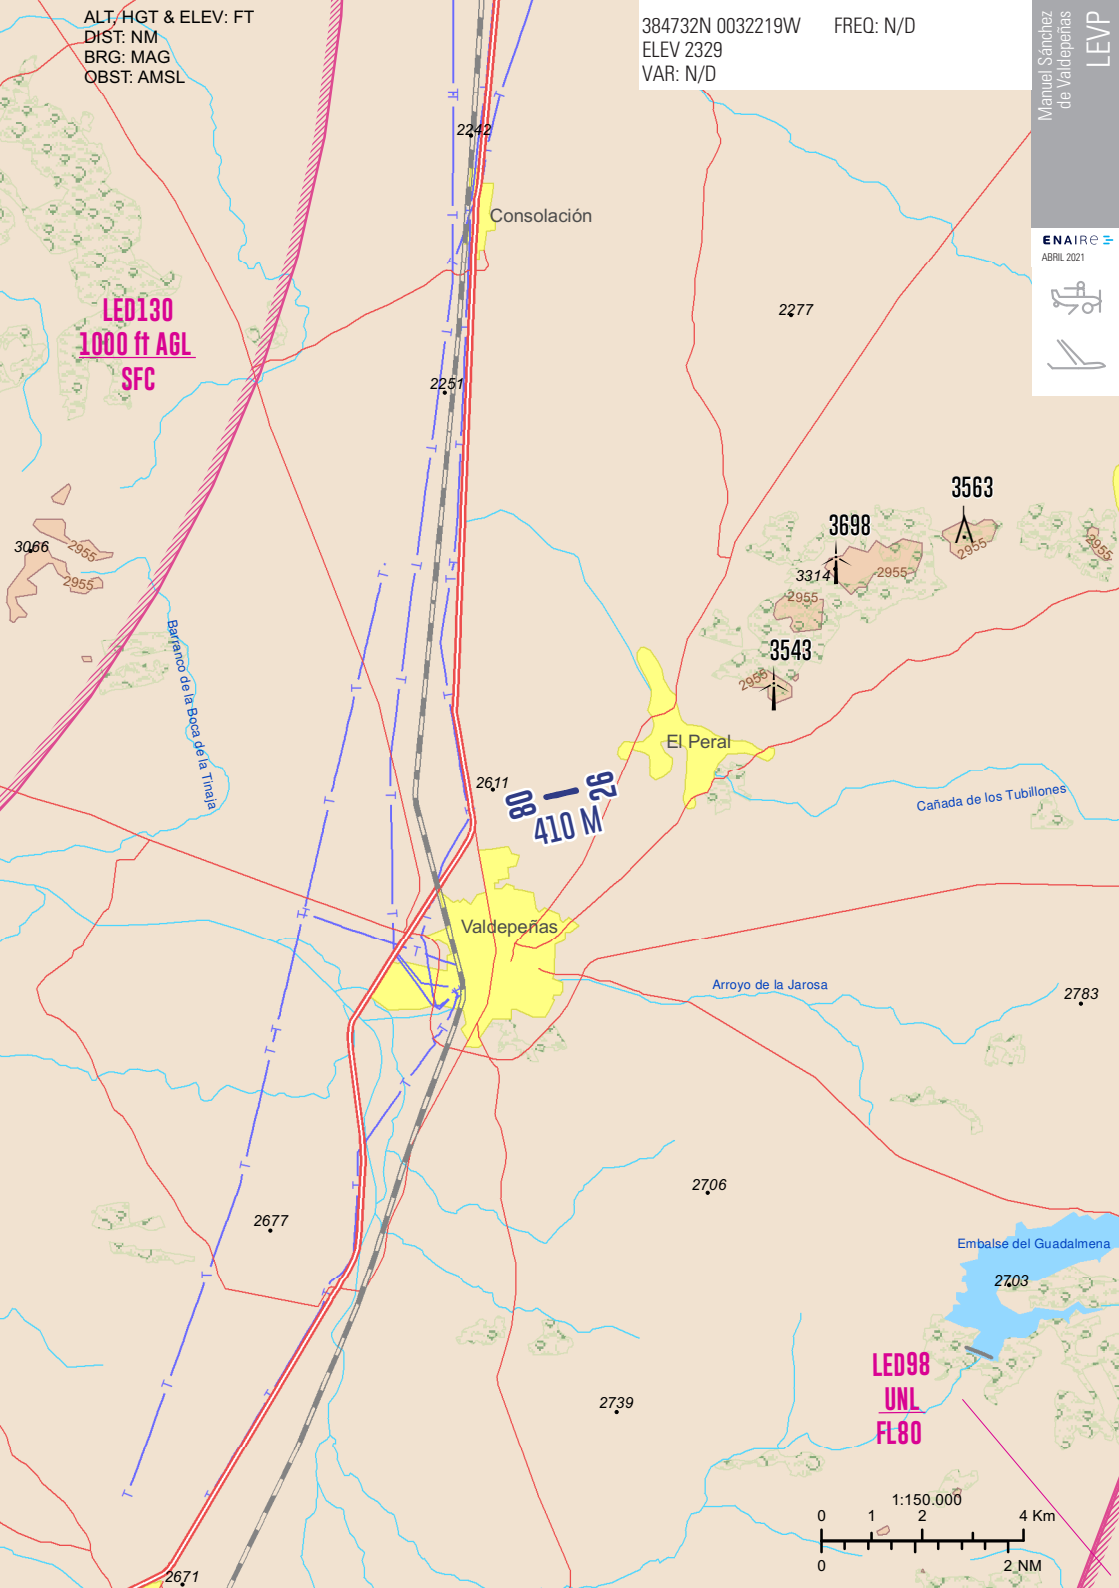 ALT, HGT & ELEV: FT
DIST: NM
BRG: MAG
OBST: AMSL
384732N 0032219W FREQ: N/D
ELEV 2329
VAR: N/D
Manuel Sánchez
de Valdepeñas
LEVP
ENAIRe
ABRIL 2021
2242
Consolación
LED130
1000 ft AGL
SFC
2277
2251
3563
3698
3066
2955
2955
3314
2955
2955
2955
2955
3543
2955
Barranco de la Boca de la Tinaja
El Peral
2611
08
26
410 M
Cañada de los Tubillones
Valdepeñas
Arroyo de la Jarosa
2783
2706
2677
Embalse del Guadalmena
2703
LED98
UNL
FL80
2739
1:150.000
0 1 2 4 Km
0 2 NM
2671